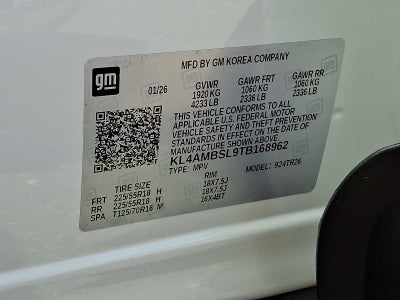 MFD BY GM KOREA COMPANY
gm
01/26 GVWR GAWR FRT GAWR RR
1920 KG 1060 KG 1060 KG
4233 LB 2336 LB 2336 LB
THIS VEHICLE CONFORMS TO ALL
APPLICABLE U.S. FEDERAL MOTOR
VEHICLE SAFETY AND THEFT PREVENTION
STANDARDS IN EFFECT ON THE DATE
OF MANUFACTURE SHOWN ABOVE.
KL4AMBSL9TB168962
TYPE: MPV MODEL: 924TR26
TIRE SIZE RIM
FRT 225/55R18 H 18X7.5J
RR 225/55R18 H 18X7.5J
SPA T125/70R16 M 16X4BT